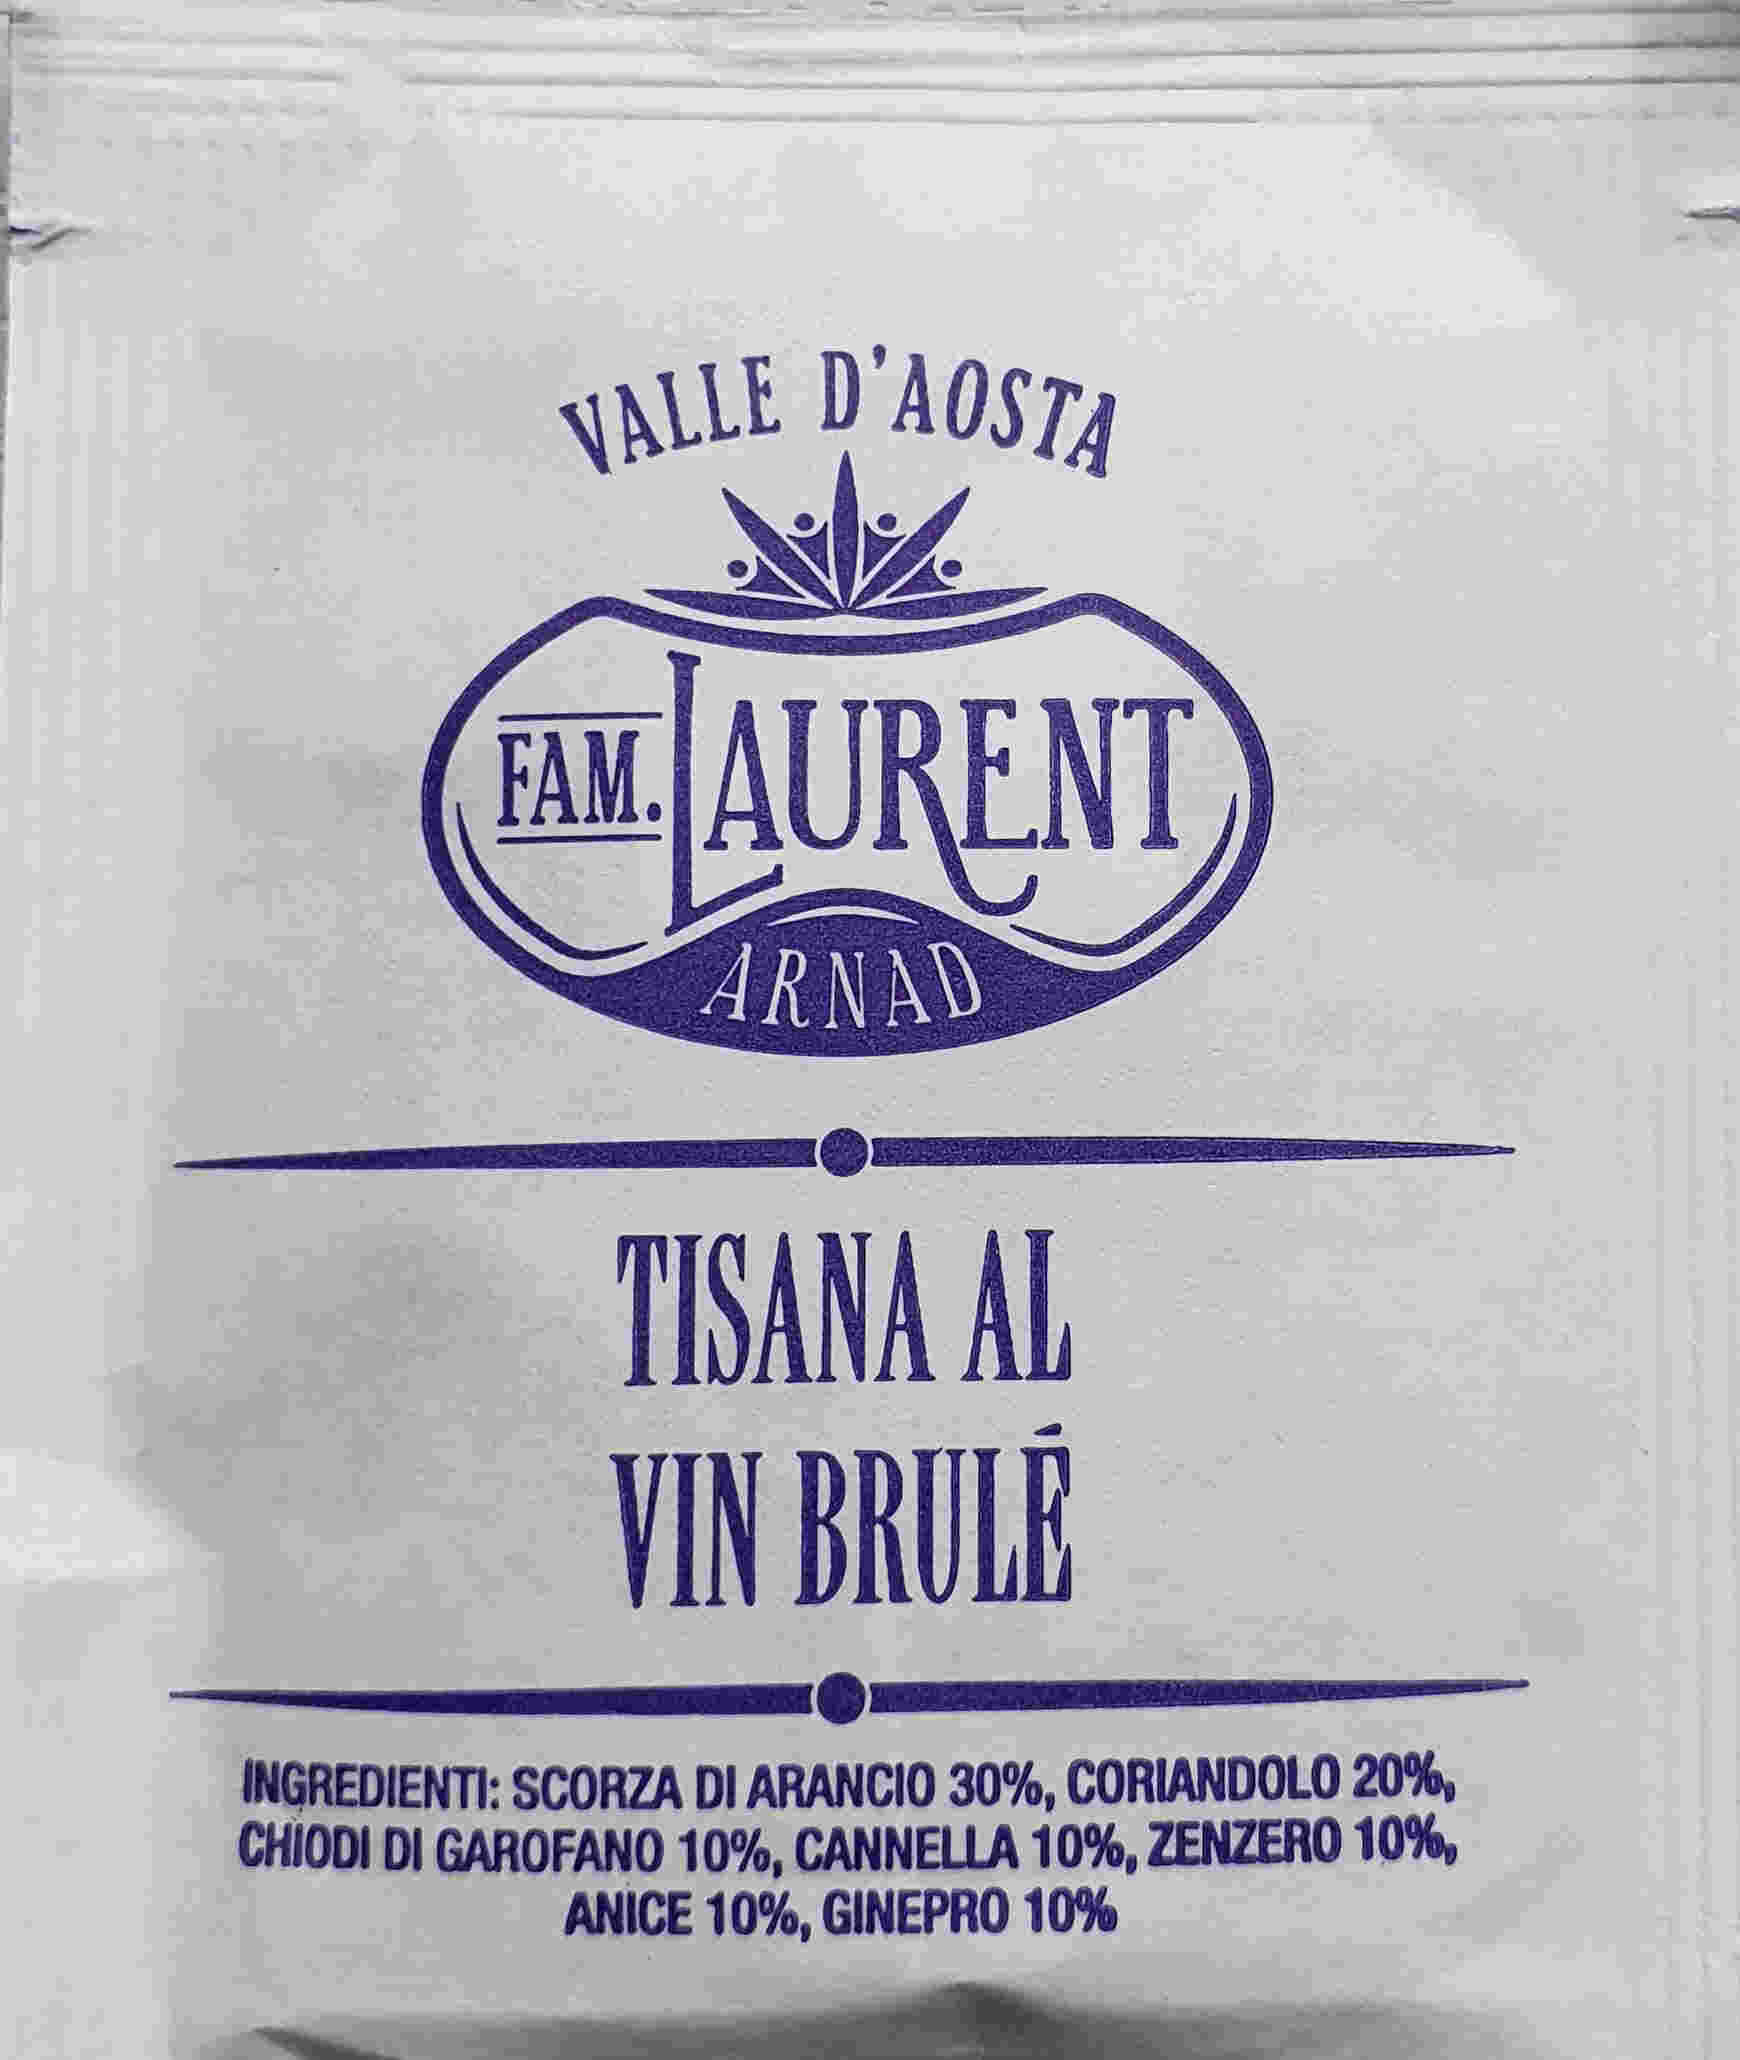 VALLE D'AOSTA
FAM. LAURENT
ARNAD
TISANA AL
VIN BRULÉ
INGREDIENTI: SCORZA DI ARANCIO 30%, CORIANDOLO 20%,
CHIODI DI GAROFANO 10%, CANNELLA 10%, ZENZERO 10%,
ANICE 10%, GINEPRO 10%